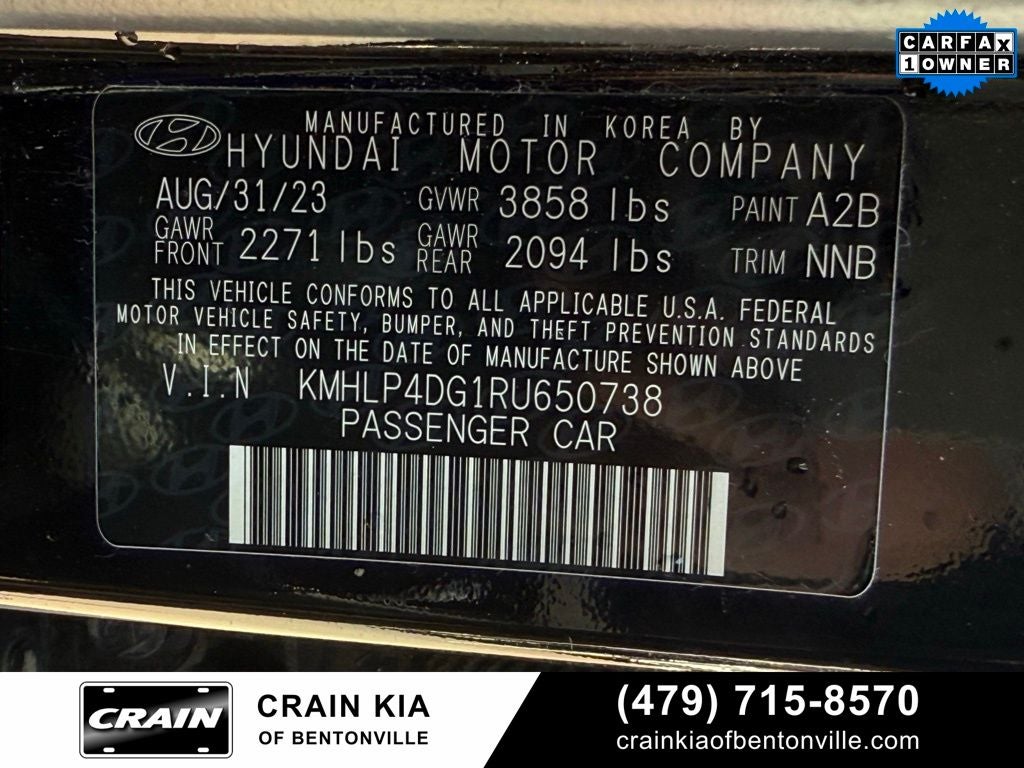 CARFAX
1 OWNER
MANUFACTURED IN KOREA BY
HYUNDAI MOTOR COMPANY
AUG/31/23 GVWR 3858 lbs PAINT A2B
GAWR FRONT 2271 lbs GAWR REAR 2094 lbs TRIM NNB
THIS VEHICLE CONFORMS TO ALL APPLICABLE U.S.A. FEDERAL
MOTOR VEHICLE SAFETY, BUMPER, AND THEFT PREVENTION STANDARDS
IN EFFECT ON THE DATE OF MANUFACTURE SHOWN ABOVE
V.I.N KMHLP4DG1RU650738
PASSENGER CAR
CRAIN
CRAIN KIA
OF BENTONVILLE
(479) 715-8570
crainkiaofbentonville.com